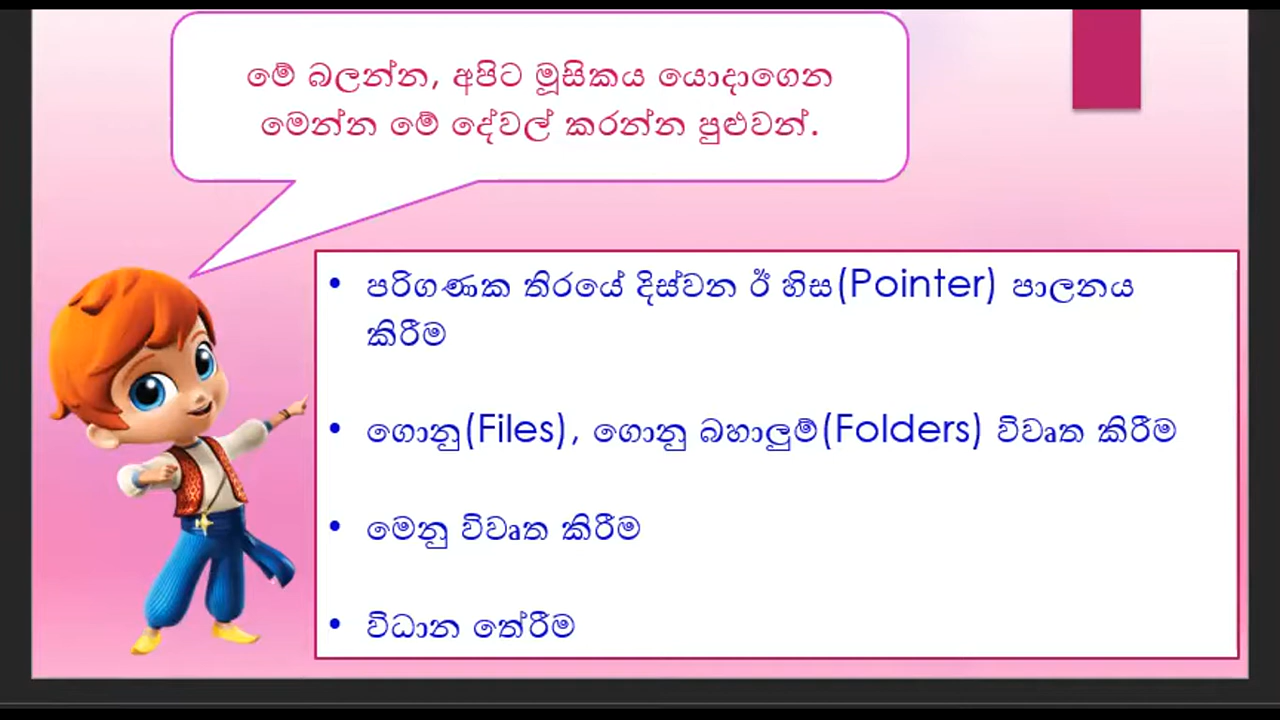 මේ බලන්න, අපිට මූසිකය යොදාගෙන
මෙන්න මේ දේවල් කරන්න පුළුවන්.
• පරිගණක තිරයේ දිස්වන ඊ හිස(Pointer) පාලනය
කිරීම
• ගොනු(Files), ගොනු බහාලුම්(Folders) විවෘත කිරීම
• මෙනු විවෘත කිරීම
• විධාන තේරීම